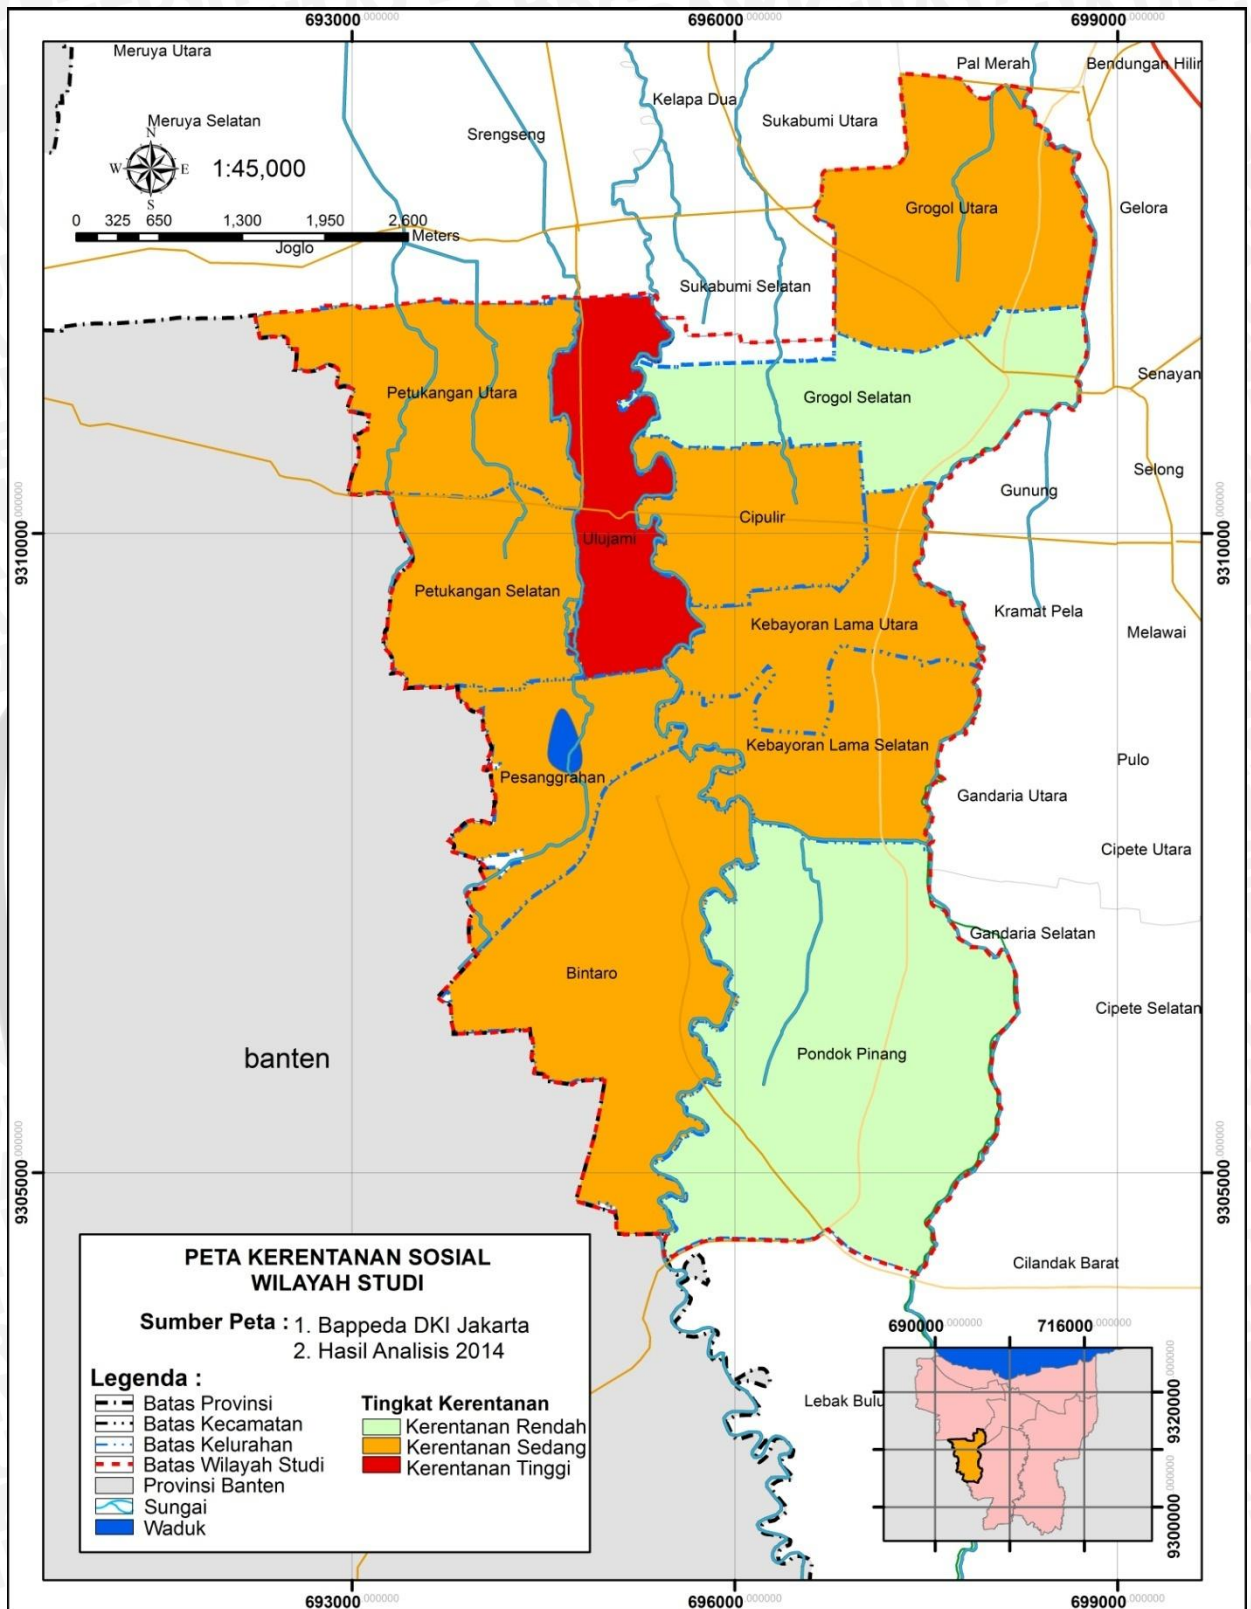 693000.000000 696000.000000 699000.000000
Meruya Utara
Pal Merah
Bendungan Hilir
Kelapa Dua
Meruya Selatan
Srengseng
Sukabumi Utara
N
W E
S
1:45,000
0 325 650 1,300 1,950 2,600
Meters
Joglo
Grogol Utara
Gelora
Sukabumi Selatan
Petukangan Utara
Grogol Selatan
Senayan
Selong
Gunung
Cipulir
Ulujami
9310000.000000
9310000.000000
Petukangan Selatan
Kebayoran Lama Utara
Kramat Pela
Melawai
Kebayoran Lama Selatan
Pulo
Pesanggrahan
Gandaria Utara
Cipete Utara
Gandaria Selatan
Bintaro
Cipete Selatan
banten
Pondok Pinang
9305000.000000
9305000.000000
Cilandak Barat
Lebak Bulu
PETA KERENTANAN SOSIAL
WILAYAH STUDI
Sumber Peta : 1. Bappeda DKI Jakarta
2. Hasil Analisis 2014
Legenda :
Batas Provinsi
Batas Kecamatan
Batas Kelurahan
Batas Wilayah Studi
Provinsi Banten
Sungai
Waduk
Tingkat Kerentanan
Kerentanan Rendah
Kerentanan Sedang
Kerentanan Tinggi
690000.000000 716000.000000
9320000.000000
9300000.000000
693000.000000 696000.000000 699000.000000